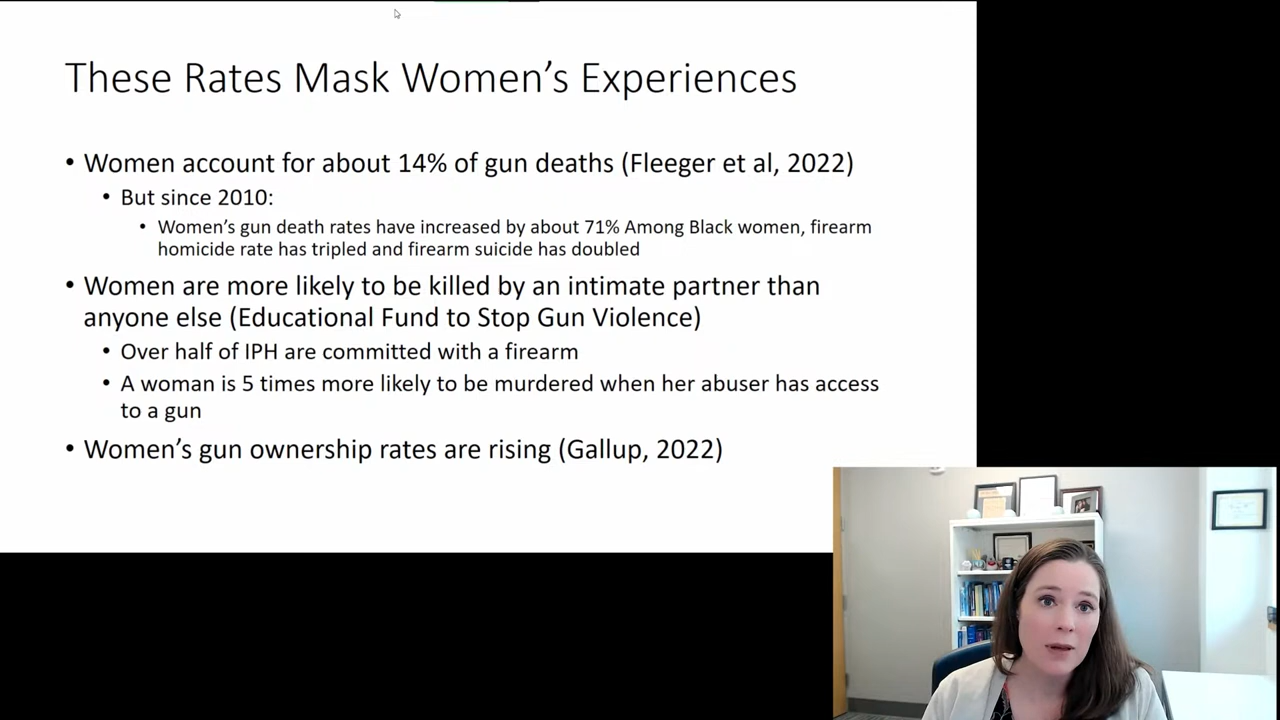 These Rates Mask Women’s Experiences
• Women account for about 14% of gun deaths (Fleeger et al, 2022)
• But since 2010:
• Women’s gun death rates have increased by about 71% Among Black women, firearm
homicide rate has tripled and firearm suicide has doubled
• Women are more likely to be killed by an intimate partner than
anyone else (Educational Fund to Stop Gun Violence)
• Over half of IPH are committed with a firearm
• A woman is 5 times more likely to be murdered when her abuser has access
to a gun
• Women’s gun ownership rates are rising (Gallup, 2022)